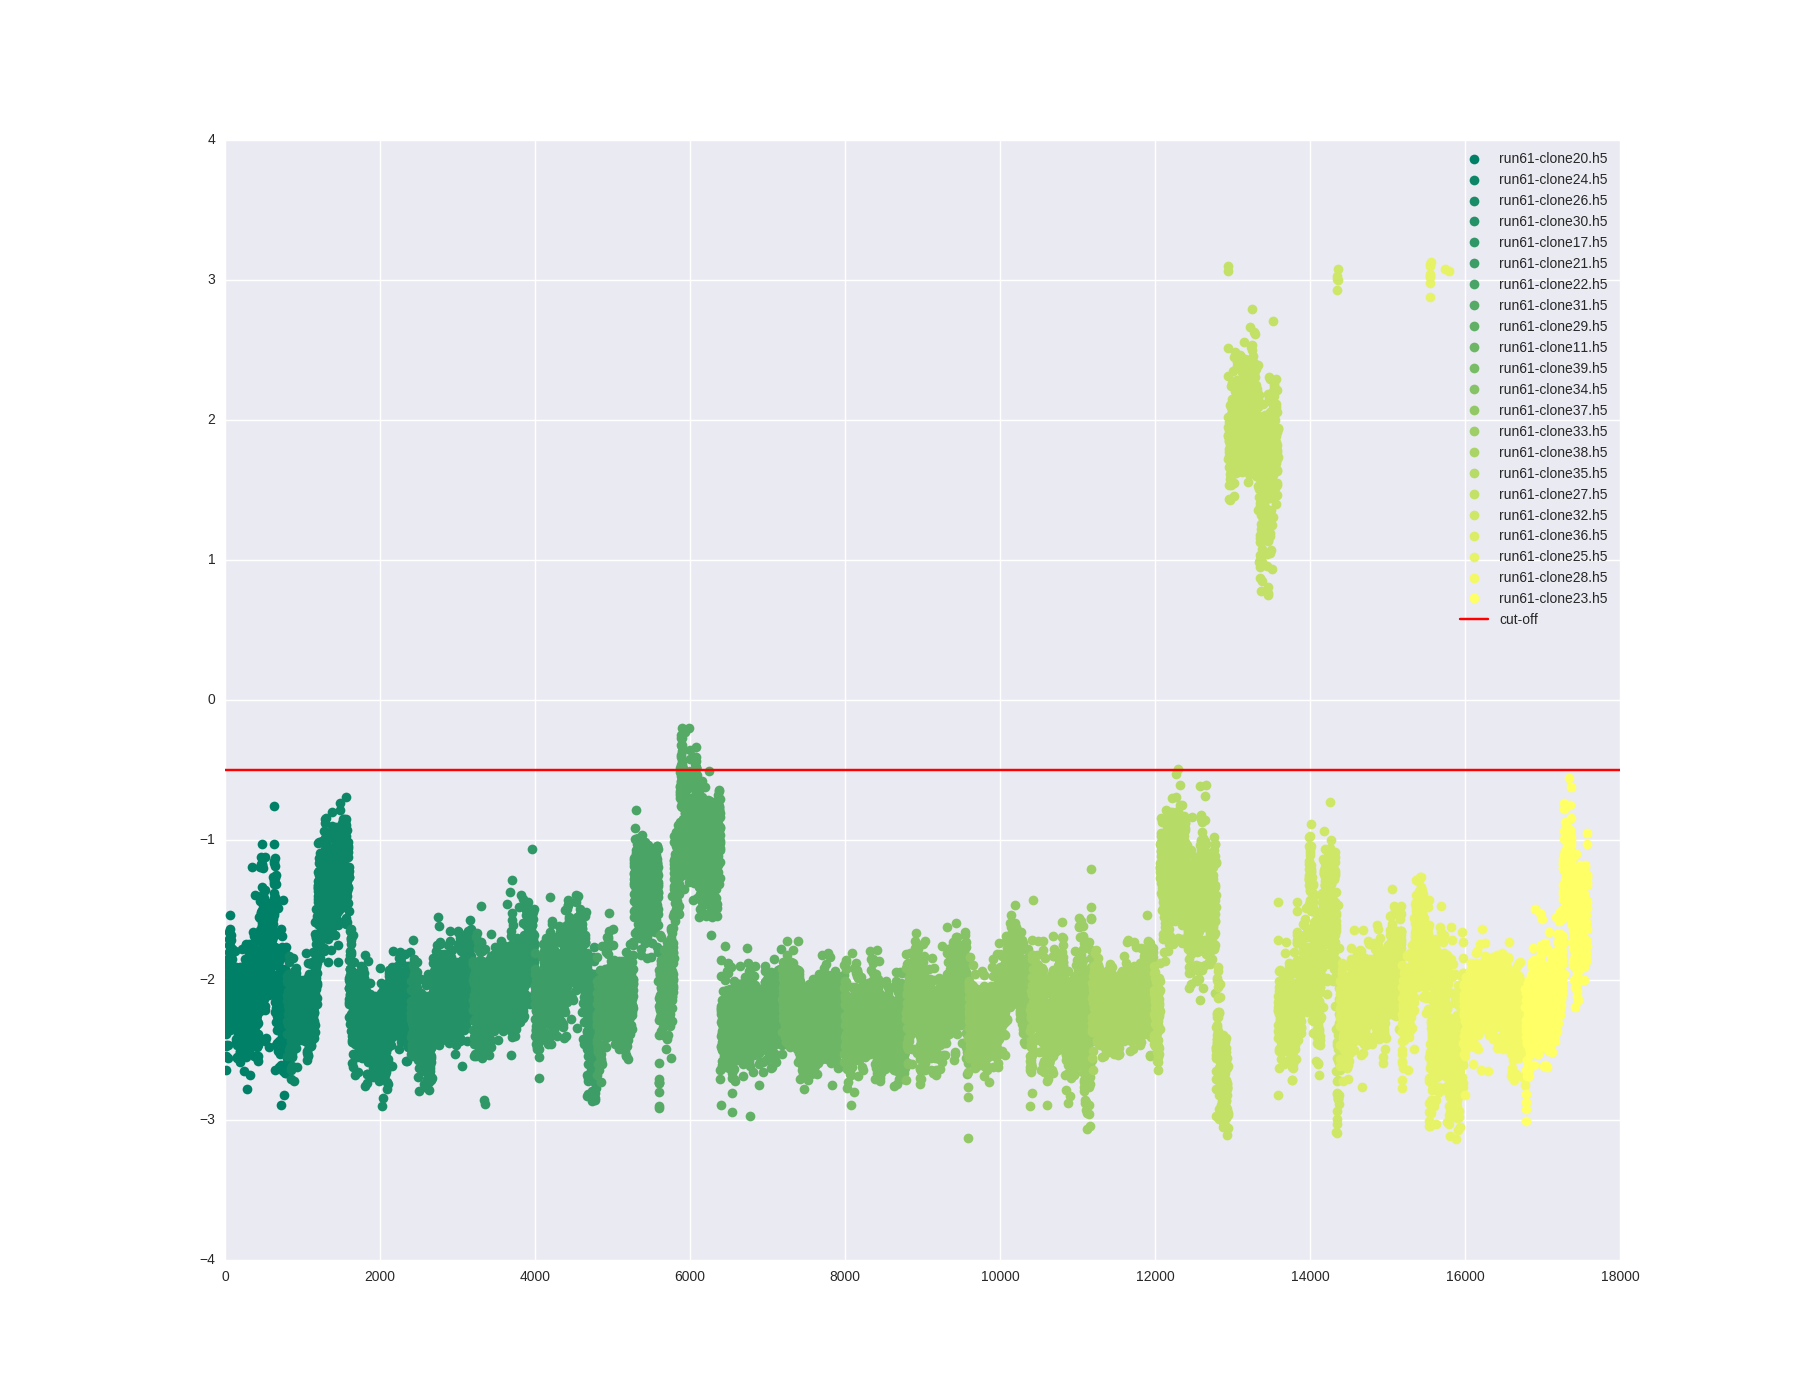 4
3
2
1
0
−1
−2
−3
−4
0 2000 4000 6000 8000 10000 12000 14000 16000 18000
run61-clone20.h5
run61-clone24.h5
run61-clone26.h5
run61-clone30.h5
run61-clone17.h5
run61-clone21.h5
run61-clone22.h5
run61-clone31.h5
run61-clone29.h5
run61-clone11.h5
run61-clone39.h5
run61-clone34.h5
run61-clone37.h5
run61-clone33.h5
run61-clone38.h5
run61-clone35.h5
run61-clone27.h5
run61-clone32.h5
run61-clone36.h5
run61-clone25.h5
run61-clone28.h5
run61-clone23.h5
cut-off